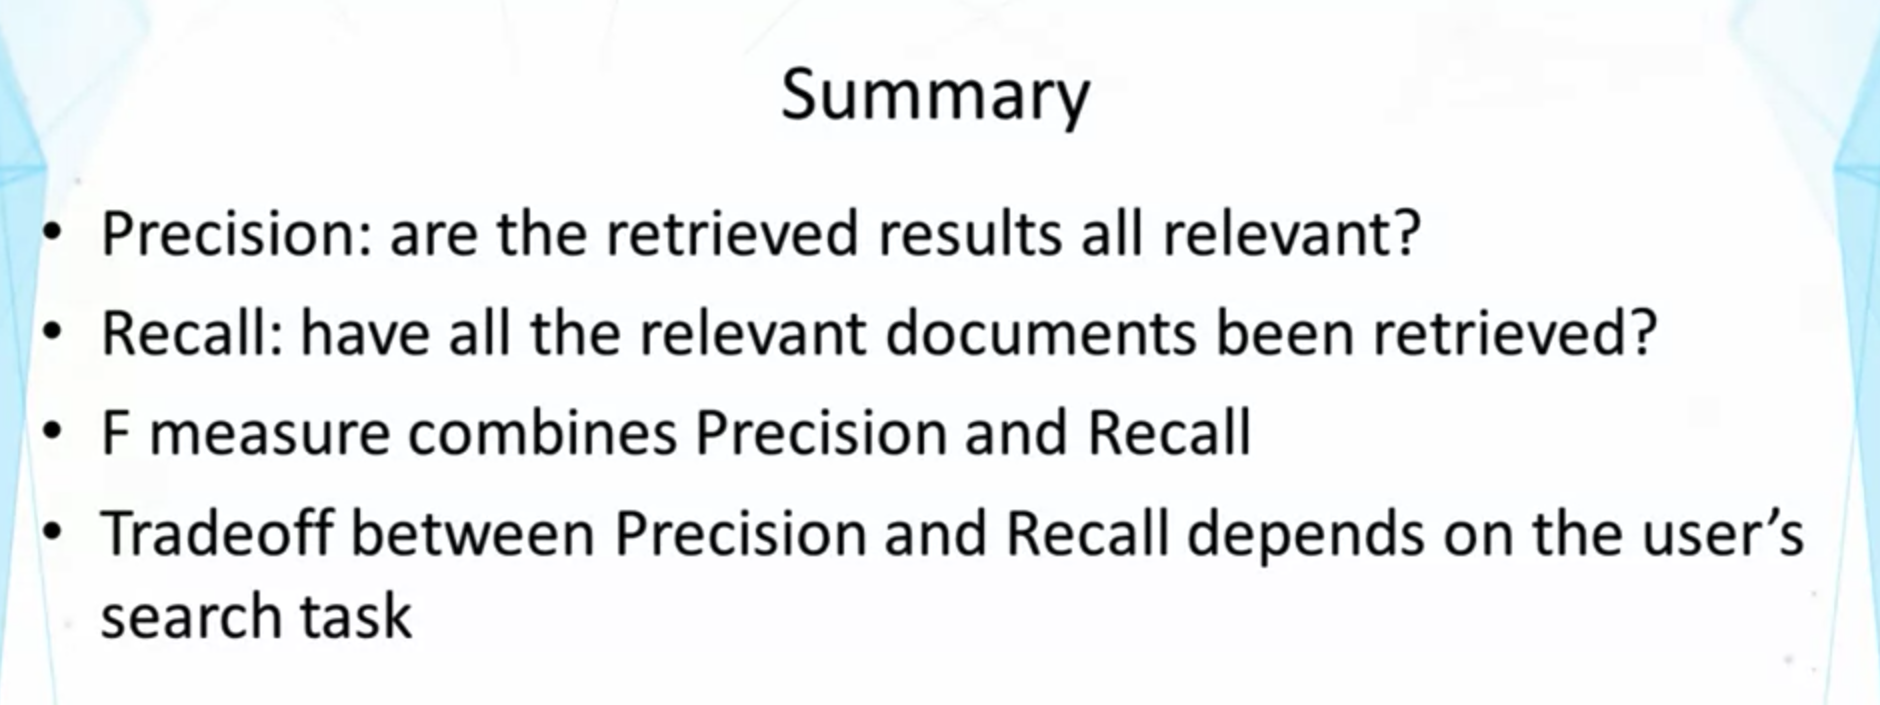 Summary
• Precision: are the retrieved results all relevant?
• Recall: have all the relevant documents been retrieved?
• F measure combines Precision and Recall
• Tradeoff between Precision and Recall depends on the user’s
search task